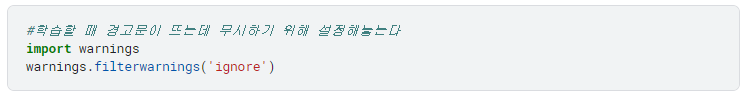 #학습할 때 경고문이 뜨는데 무시하기 위해 설정해놓는다
import warnings
warnings.filterwarnings('ignore')